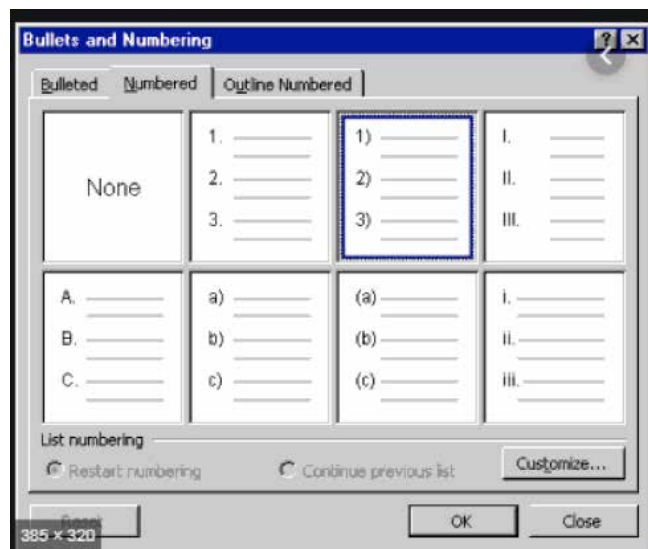 Bullets and Numbering
Bulleted Numbered Outline Numbered
None
1.
2.
3.
1)
2)
3)
I.
II.
III.
A.
B.
C.
a)
b)
c)
(a)
(b)
(c)
i.
ii.
iii.
List numbering
Restart numbering Continue previous list Customize...
OK Close
385 × 320